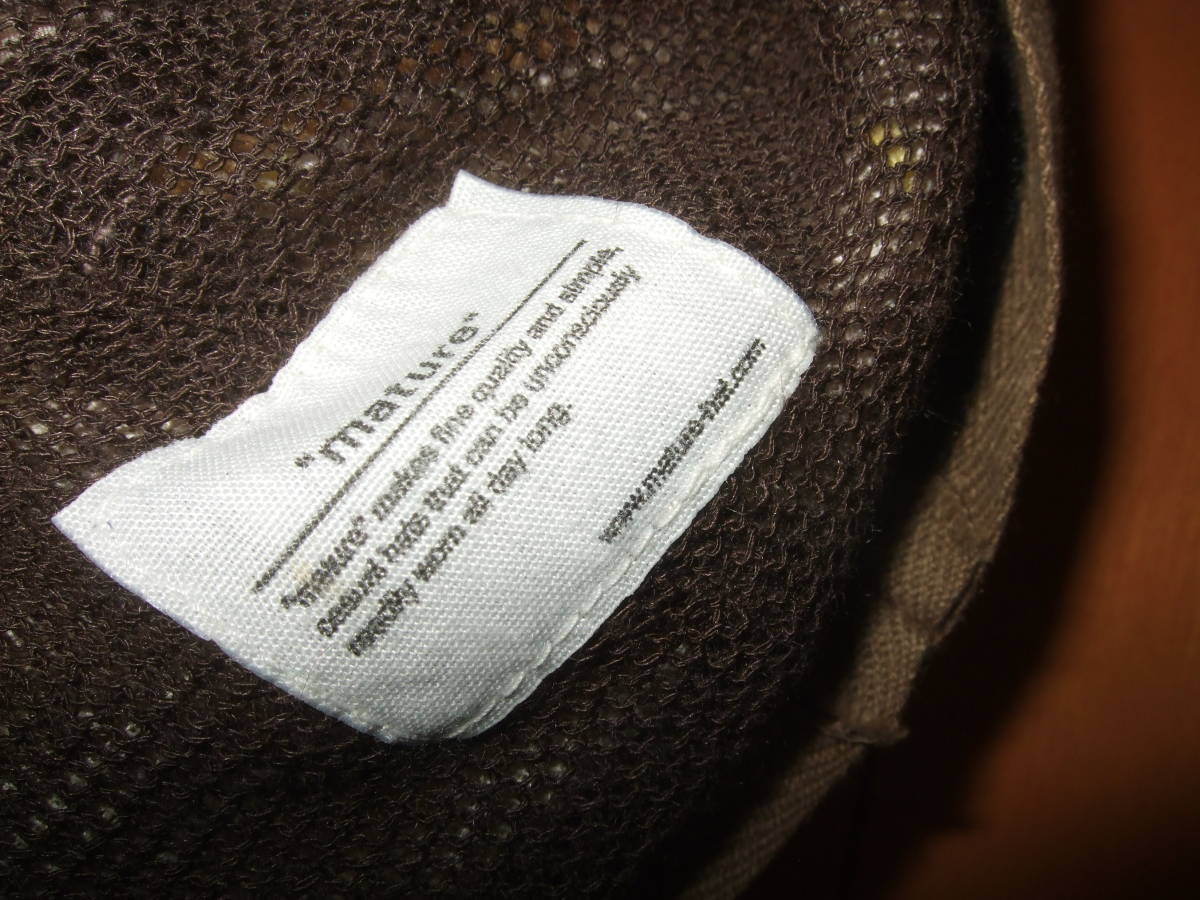 "mature"
"mature" makes fine quality and simple,
casual hats that can be unconsciously
worn all day long.
www.mature-hat.com